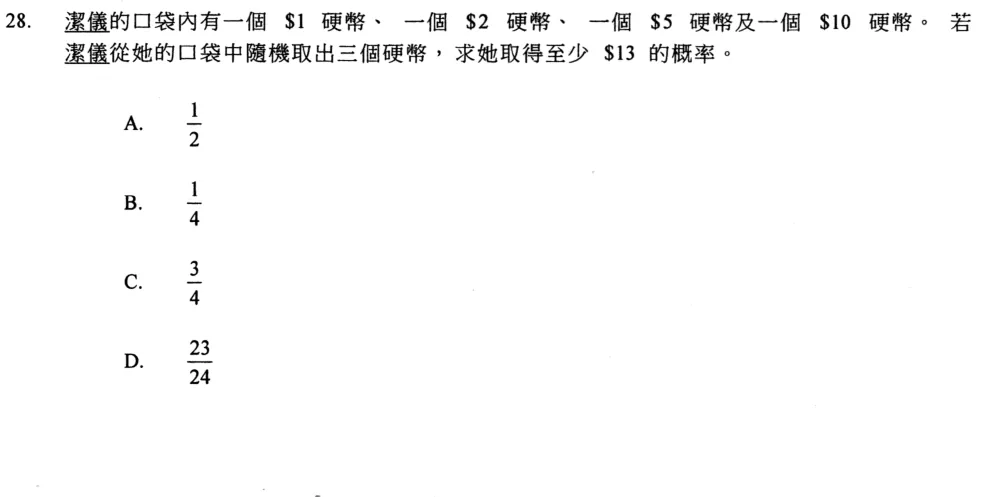 28. 潔儀的口袋內有一個 $1 硬幣、 一個 $2 硬幣、 一個 $5 硬幣及一個 $10 硬幣。 若
潔儀從她的口袋中隨機取出三個硬幣，求她取得至少 $13 的概率。
A. 1/2
B. 1/4
C. 3/4
D. 23/24